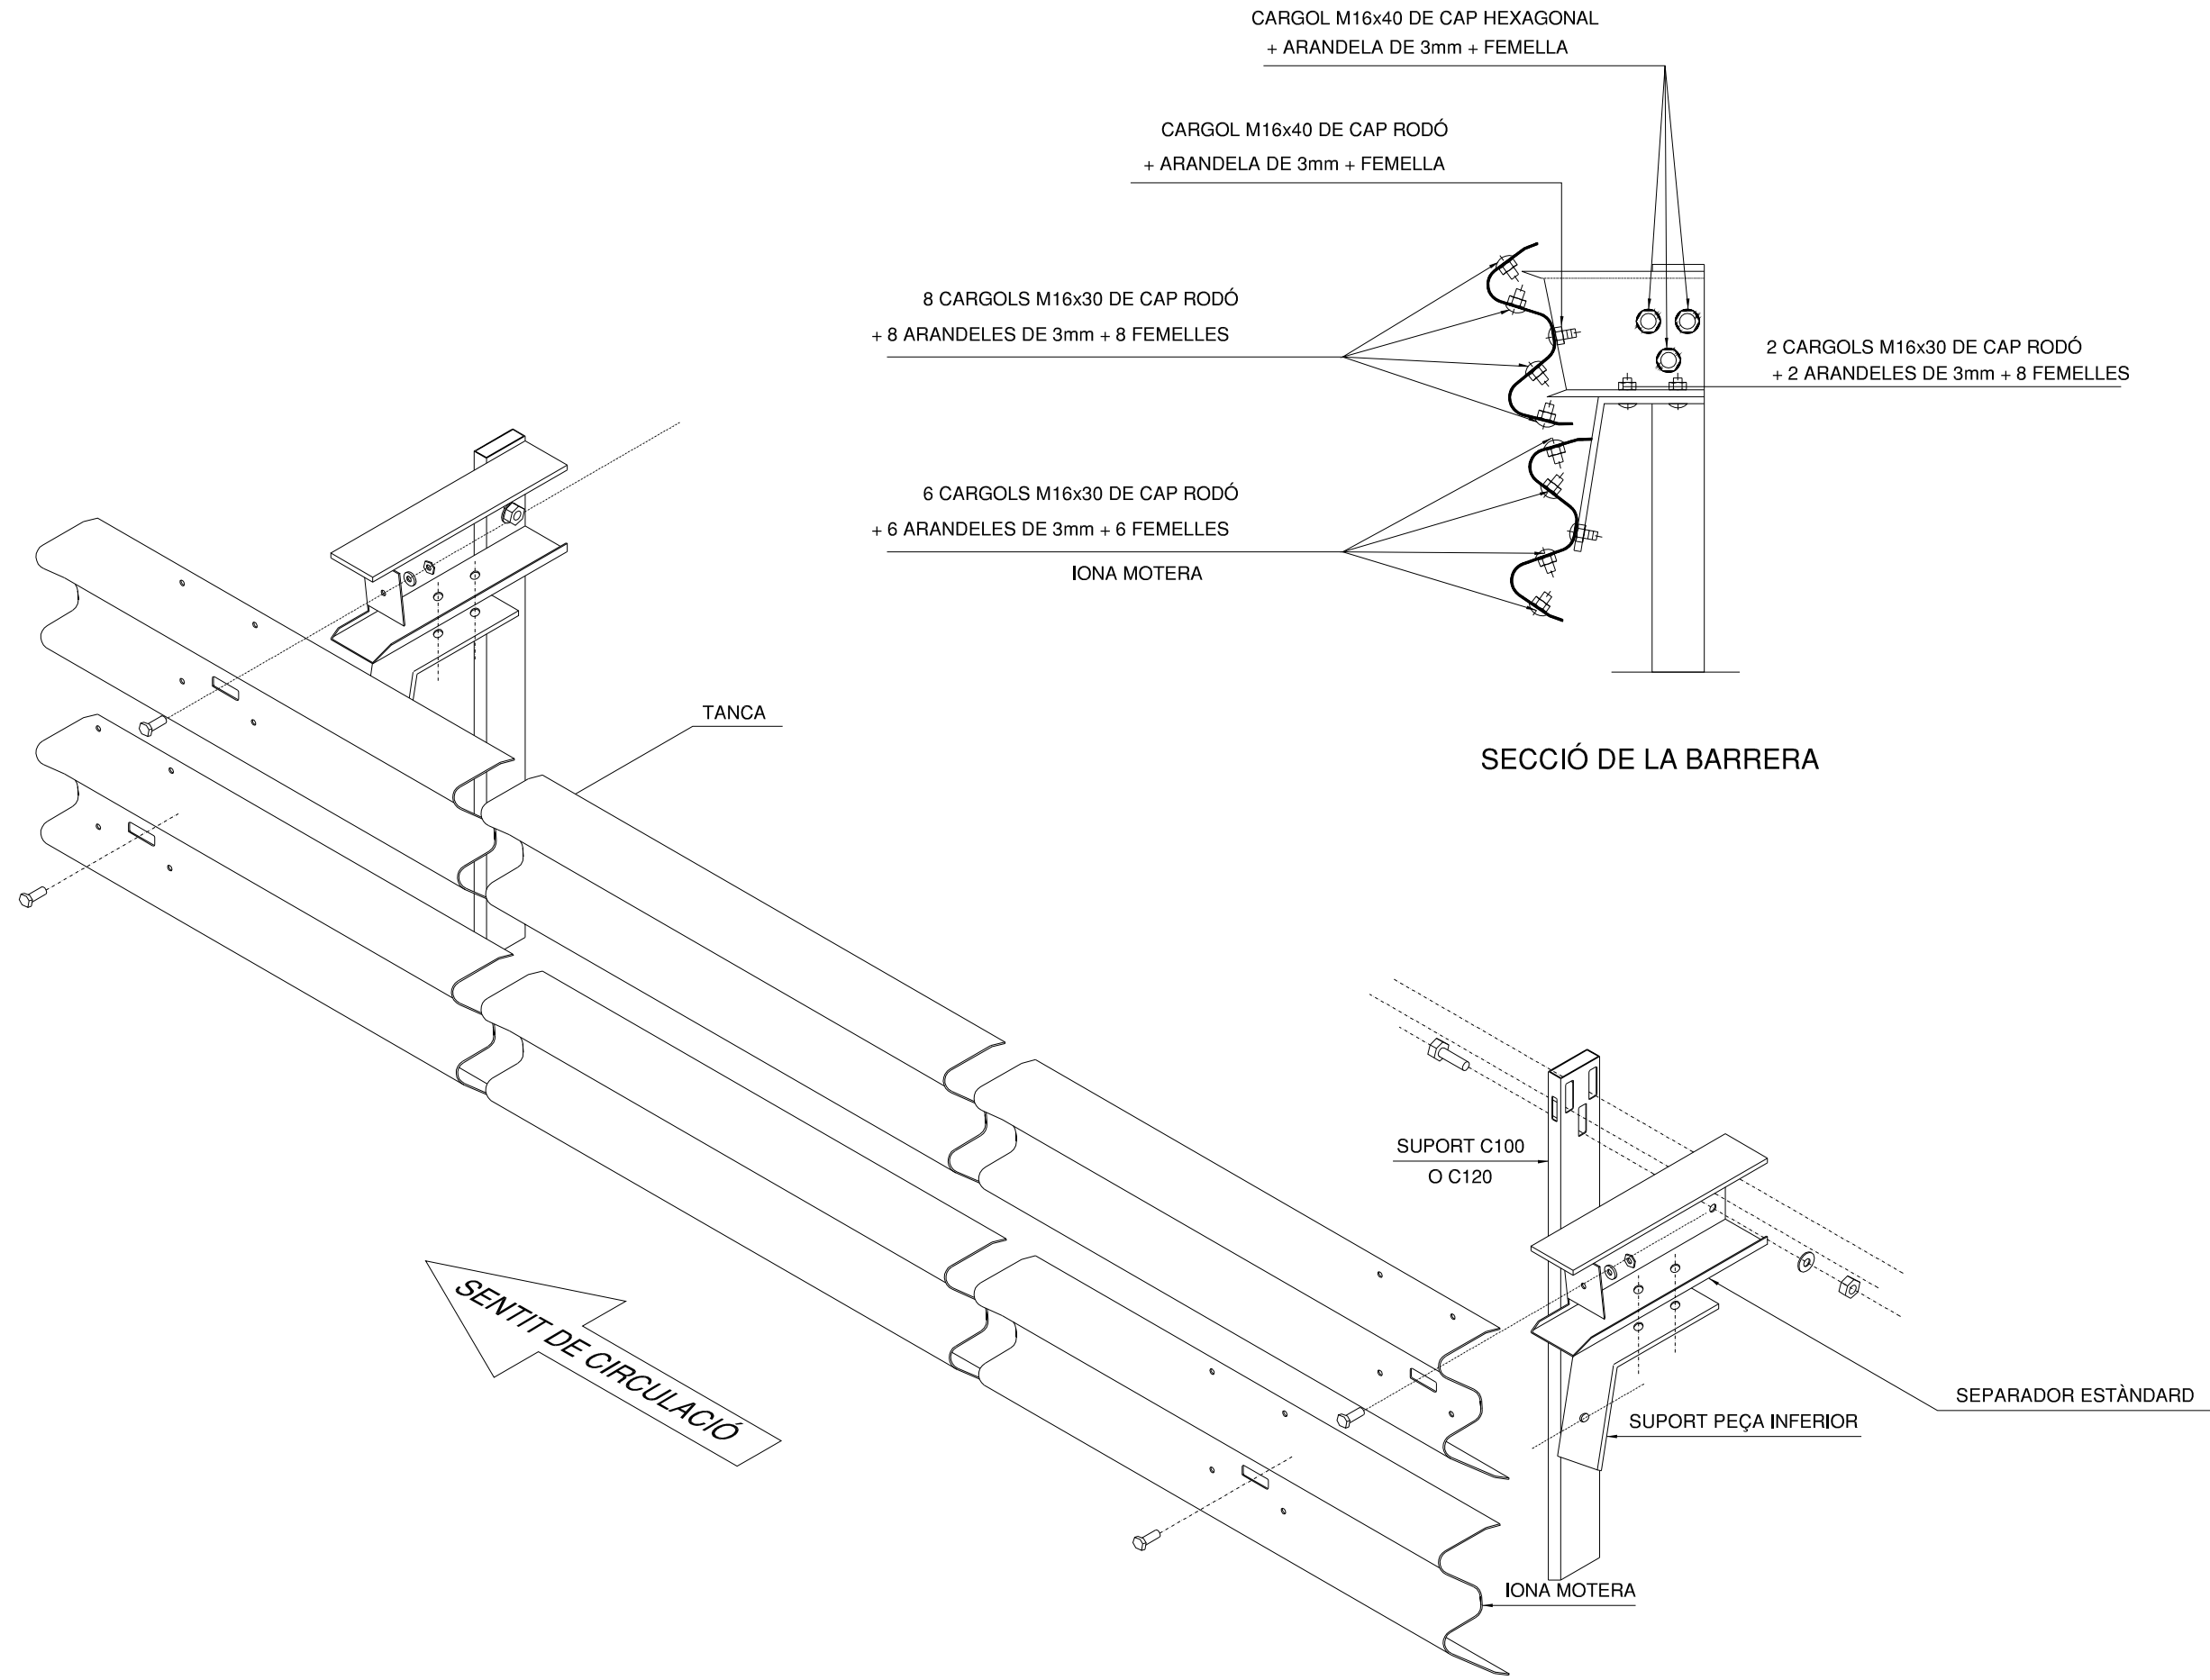 CARGOL M16x40 DE CAP HEXAGONAL
+ ARANDELA DE 3mm + FEMELLA
CARGOL M16x40 DE CAP RODÓ
+ ARANDELA DE 3mm + FEMELLA
8 CARGOLS M16x30 DE CAP RODÓ
+ 8 ARANDELES DE 3mm + 8 FEMELLES
2 CARGOLS M16x30 DE CAP RODÓ
+ 2 ARANDELES DE 3mm + 8 FEMELLES
6 CARGOLS M16x30 DE CAP RODÓ
+ 6 ARANDELES DE 3mm + 6 FEMELLES
IONA MOTERA
TANCA
SECCIÓ DE LA BARRERA
SUPORT C100
O C120
SENTIT DE CIRCULACIÓ
SEPARADOR ESTÀNDARD
SUPORT PEÇA INFERIOR
IONA MOTERA